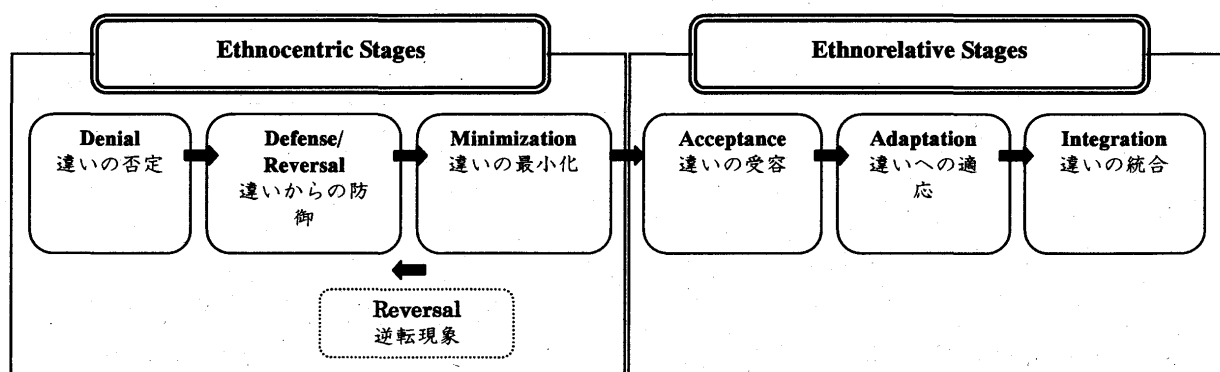 Ethnocentric Stages
Ethnorelative Stages
Denial
違いの否定
Defense/
Reversal
違いからの防
御
Minimization
違いの最小化
Acceptance
違いの受容
Adaptation
違いへの適
応
Integration
違いの統合
Reversal
逆転現象